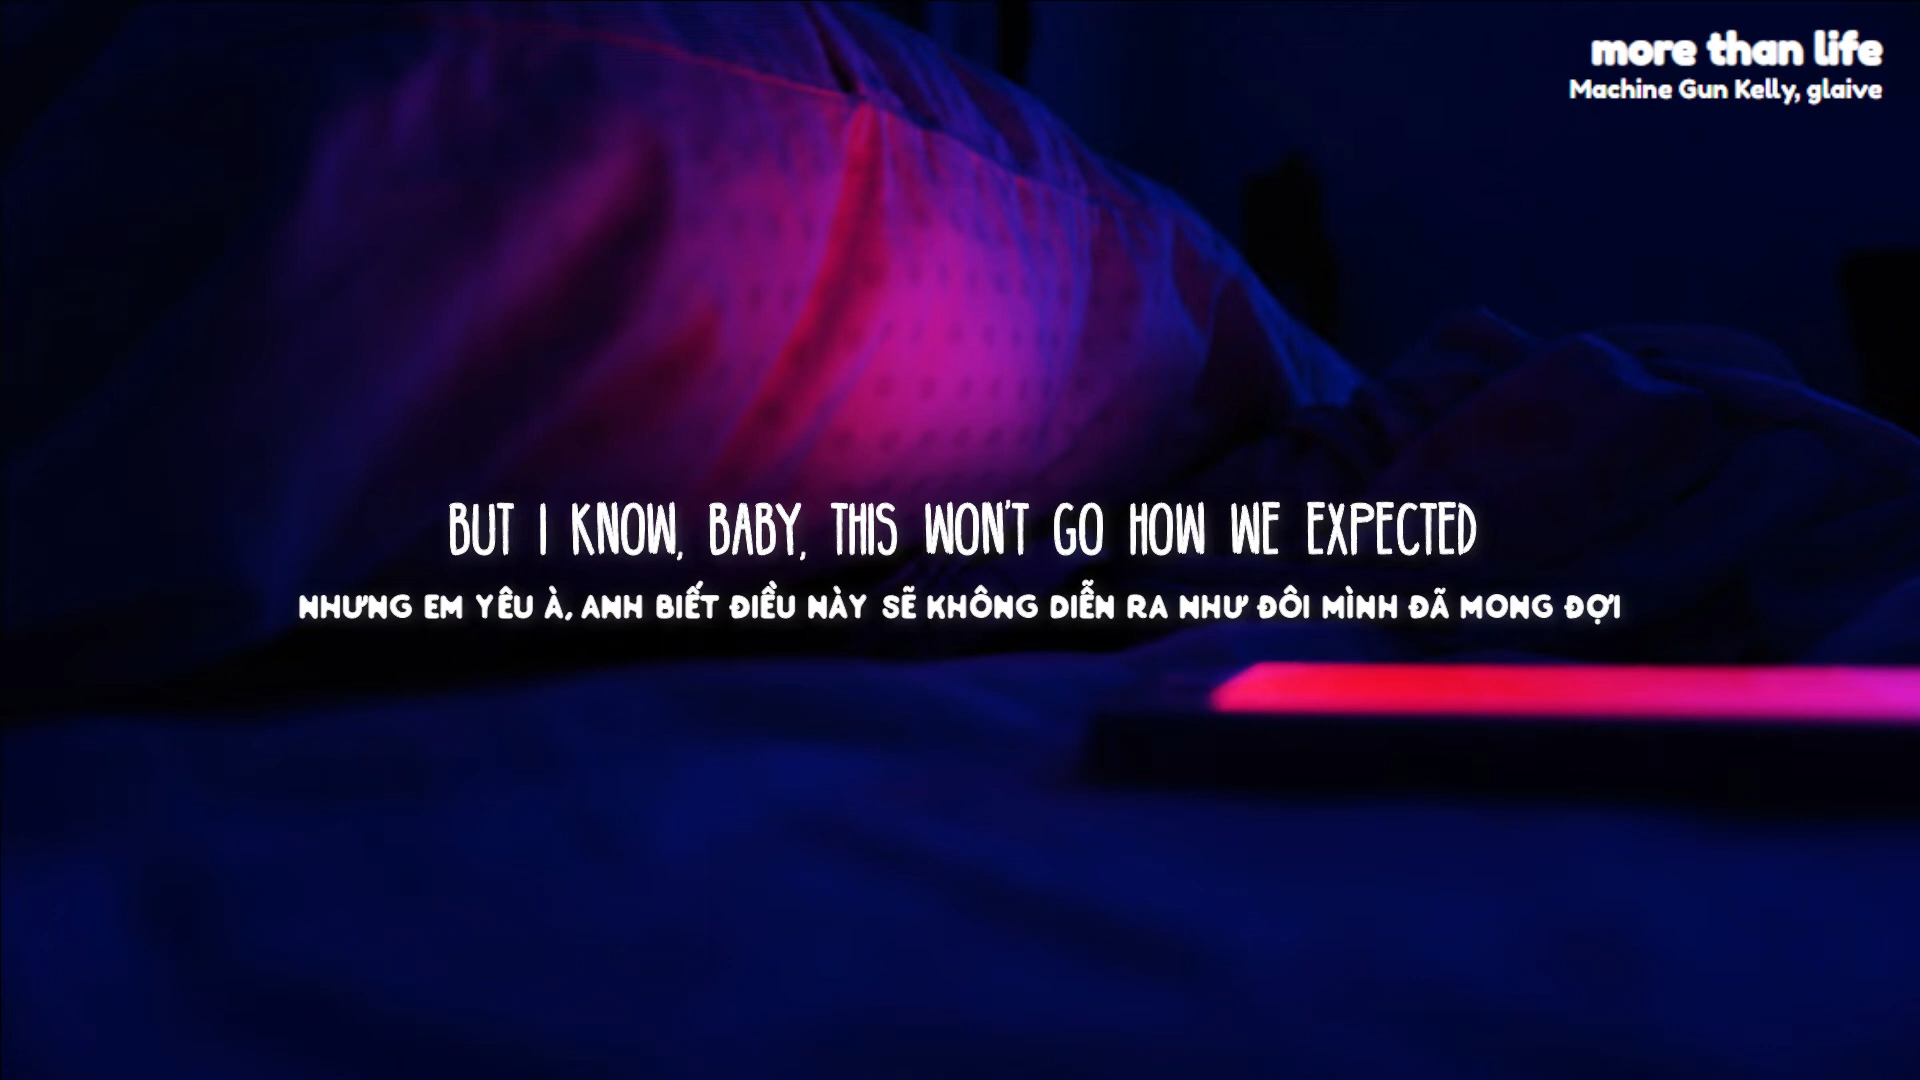 more than life
Machine Gun Kelly, glaive
BUT I KNOW, BABY, THIS WON'T GO HOW WE EXPECTED
NHƯNG EM YÊU À, ANH BIẾT ĐIỀU NÀY SẼ KHÔNG DIỄN RA NHƯ ĐÔI MÌNH ĐÃ MONG ĐỢI